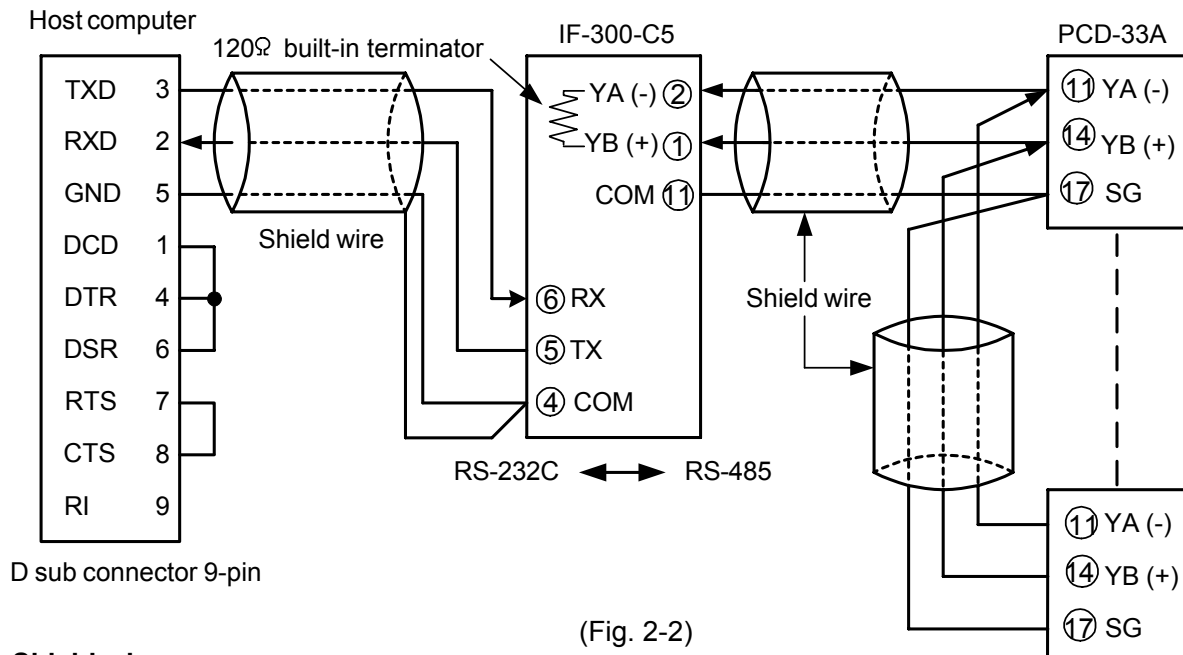 Host computer
120Ω built-in terminator
IF-300-C5
PCD-33A
TXD 3
RXD 2
GND 5
DCD 1
DTR 4
DSR 6
RTS 7
CTS 8
RI 9
D sub connector 9-pin
Shield wire
YA (-) ②
YB (+) ①
COM ⑪
⑥ RX
⑤ TX
④ COM
RS-232C RS-485
Shield wire
⑪ YA (-)
⑭ YB (+)
⑰ SG
⑪ YA (-)
⑭ YB (+)
⑰ SG
(Fig. 2-2)